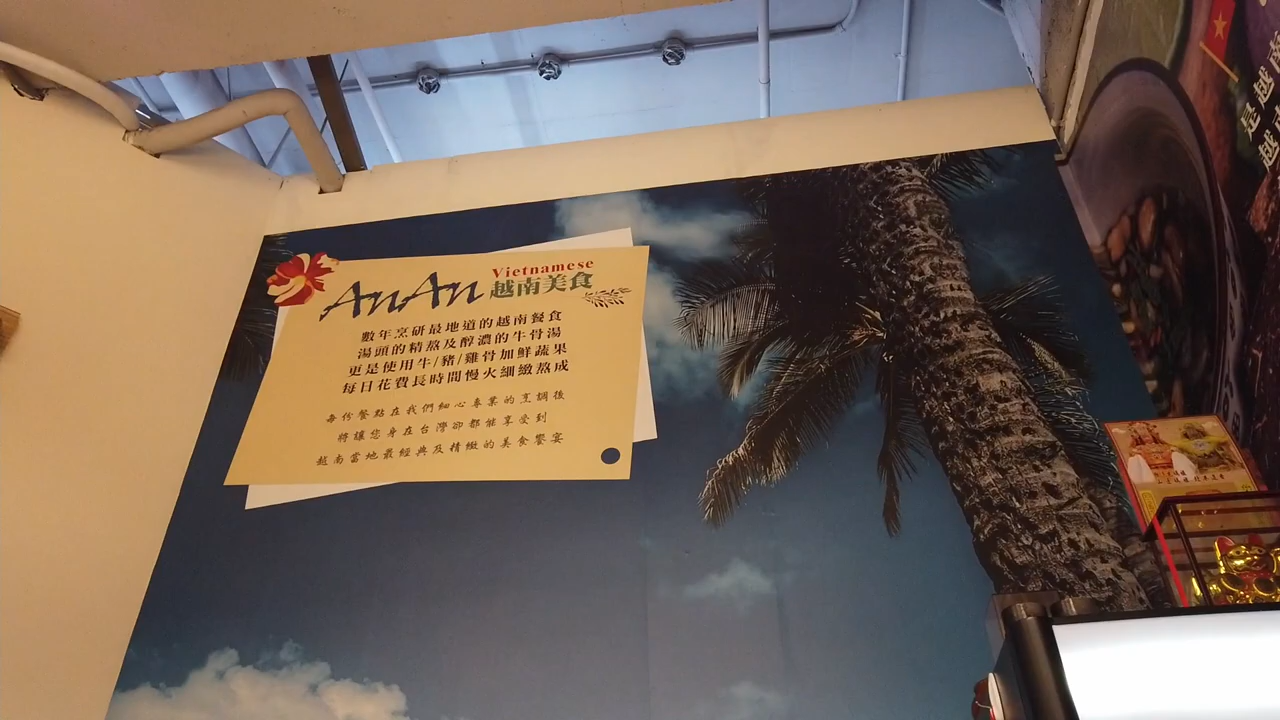 Vietnamese
AnAn 越南美食
數年烹研最地道的越南餐食
湯頭的精熬及醇濃的牛骨湯
更是使用牛/豬/雞骨加鮮蔬果
每日花費長時間慢火細緻熬成
每份餐點在我們細心專業的烹調後
將讓您身在台灣卻都能享受到
越南當地最經典及精緻的美食饗宴
是越南
越